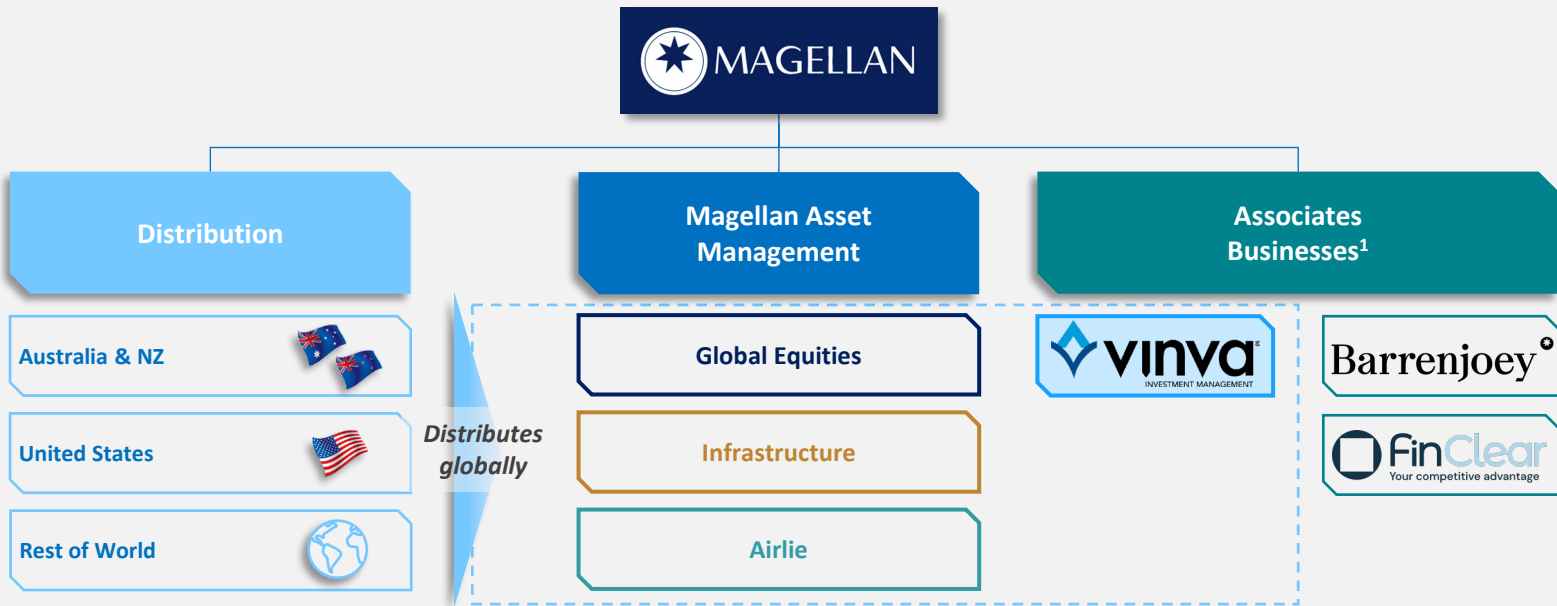 MAGELLAN
Distribution
Magellan Asset
Management
Associates
Businesses¹
Australia & NZ
United States
Rest of World
Distributes
globally
Global Equities
Infrastructure
Airlie
vinva®
INVESTMENT MANAGEMENT
Barrenjoey
FinClear
Your competitive advantage